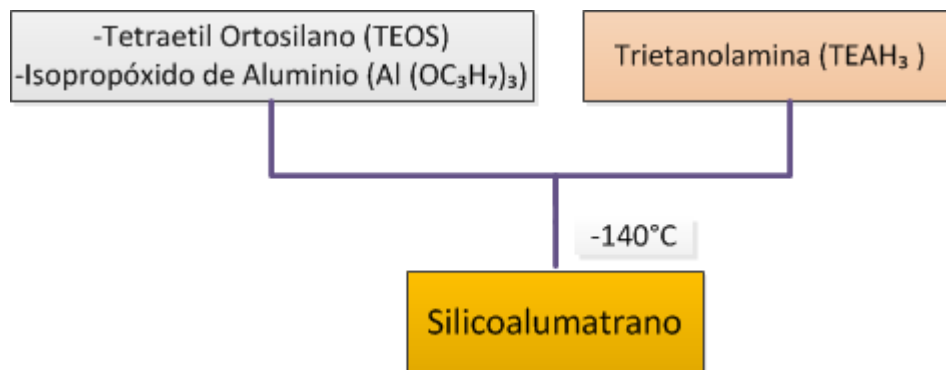 -Tetraetil Ortosilano (TEOS)
-Isopropóxido de Aluminio (Al (OC₃H₇)₃)
Trietanolamina (TEAH₃ )
-140°C
Silicoalumatrano